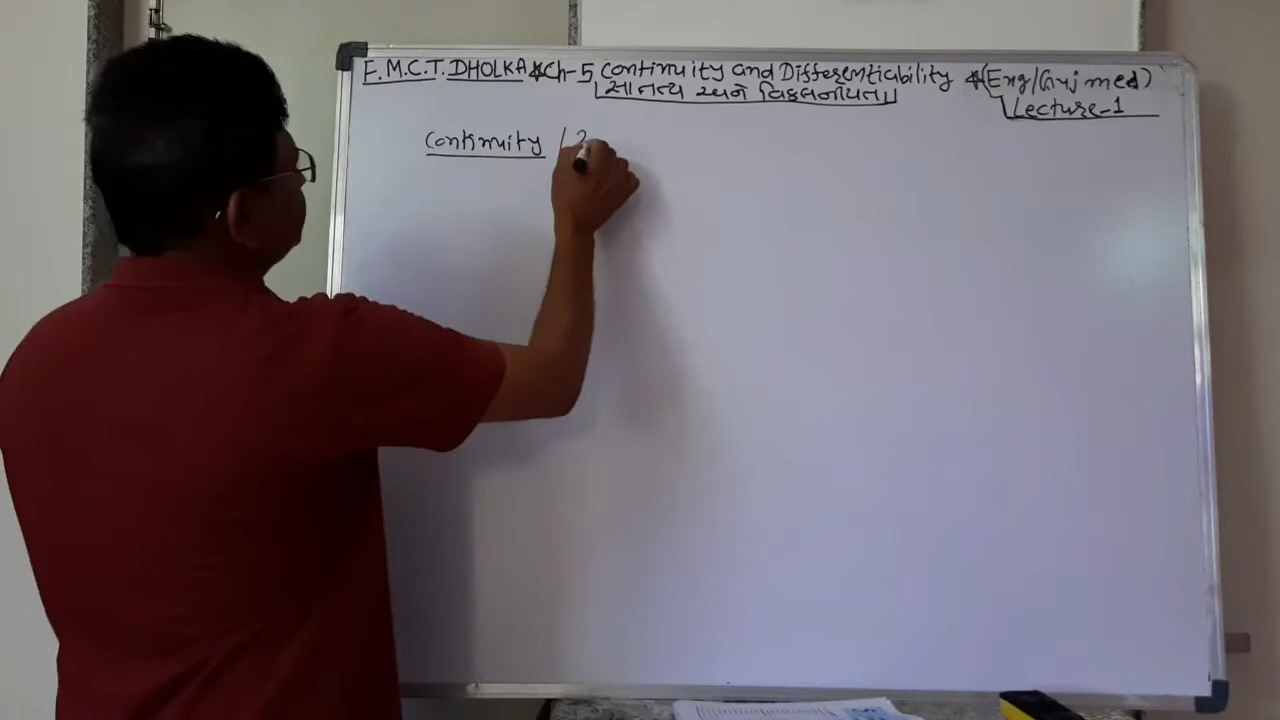 F.M.C.T. DHOLKA * Ch-5 Continuity and Differentiability * (Eng/Guj med)
સાતત્ય અને વિકલનીયતા
Lecture-1
Continuity /